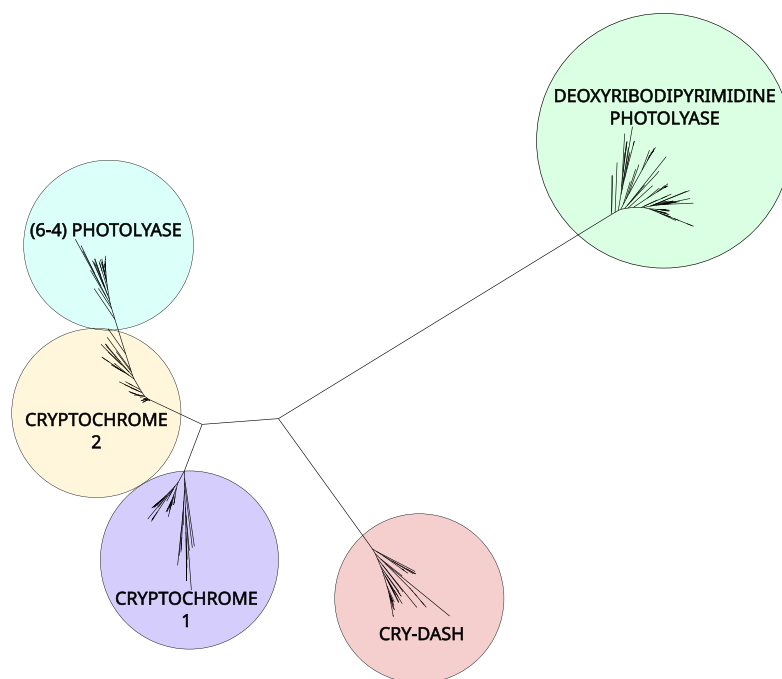 DEOXYRIBODIPYRIMIDINE
PHOTOLYASE
(6-4) PHOTOLYASE
CRYPTOCHROME
2
CRYPTOCHROME
1
CRY-DASH